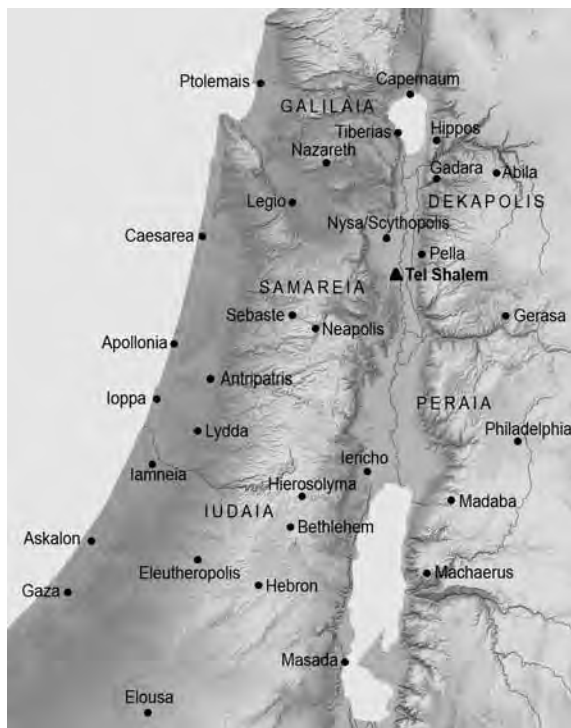 Ptolemais
Capernaum
GALILAIA
Tiberias
Hippos
Nazareth
Gadara
Abila
Legio
DEKAPOLIS
Nysa/Scythopolis
Caesarea
Pella
Tel Shalem
SAMAREIA
Sebaste
Gerasa
Neapolis
Apollonia
Antripatris
Ioppa
PERAIA
Lydda
Philadelphia
Iamneia
Iericho
Hierosolyma
Madaba
IUDAIA
Bethlehem
Askalon
Eleutheropolis
Machaerus
Gaza
Hebron
Masada
Elousa